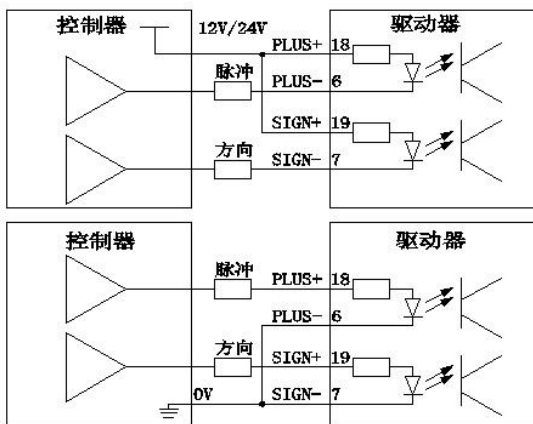 控制器 12V/24V 驱动器
PLUS+ 18
脉冲 PLUS- 6
SIGN+ 19
方向 SIGN- 7
控制器 驱动器
脉冲 PLUS+ 18
PLUS- 6
方向 SIGN+ 19
0V SIGN- 7